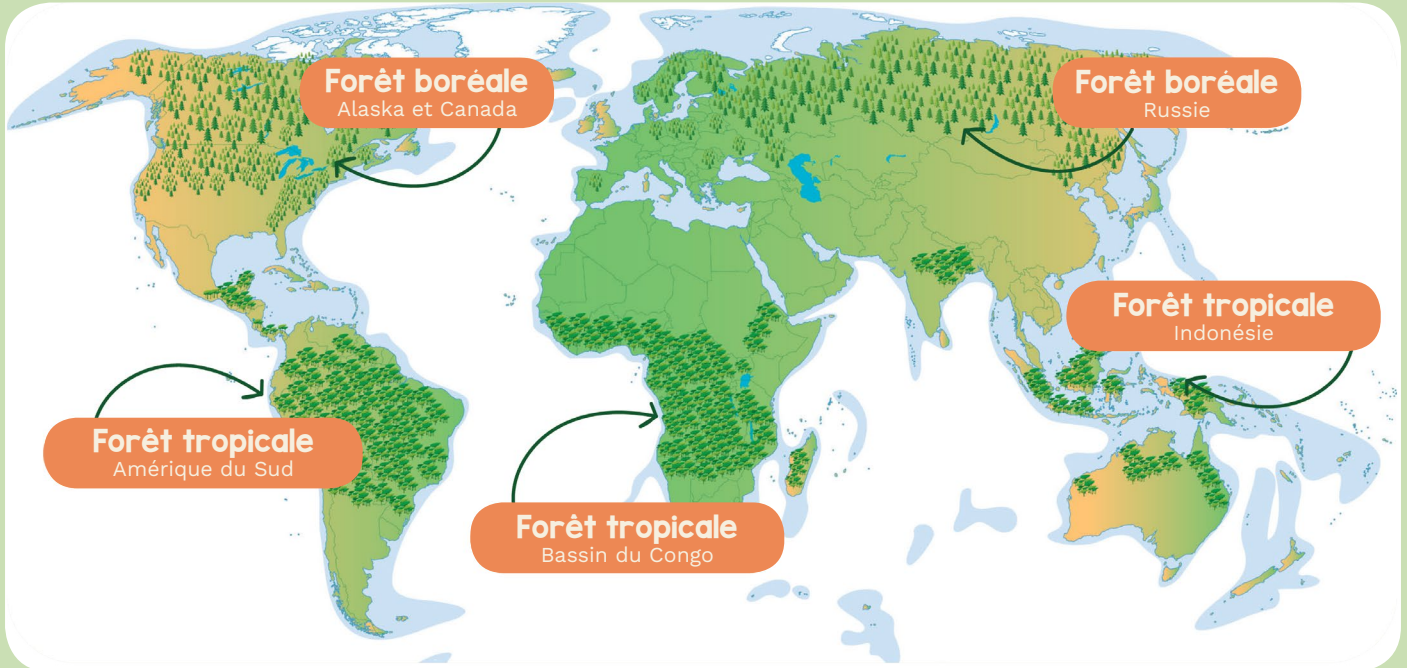 Forêt boréale
Alaska et Canada
Forêt boréale
Russie
Forêt tropicale
Indonésie
Forêt tropicale
Amérique du Sud
Forêt tropicale
Bassin du Congo